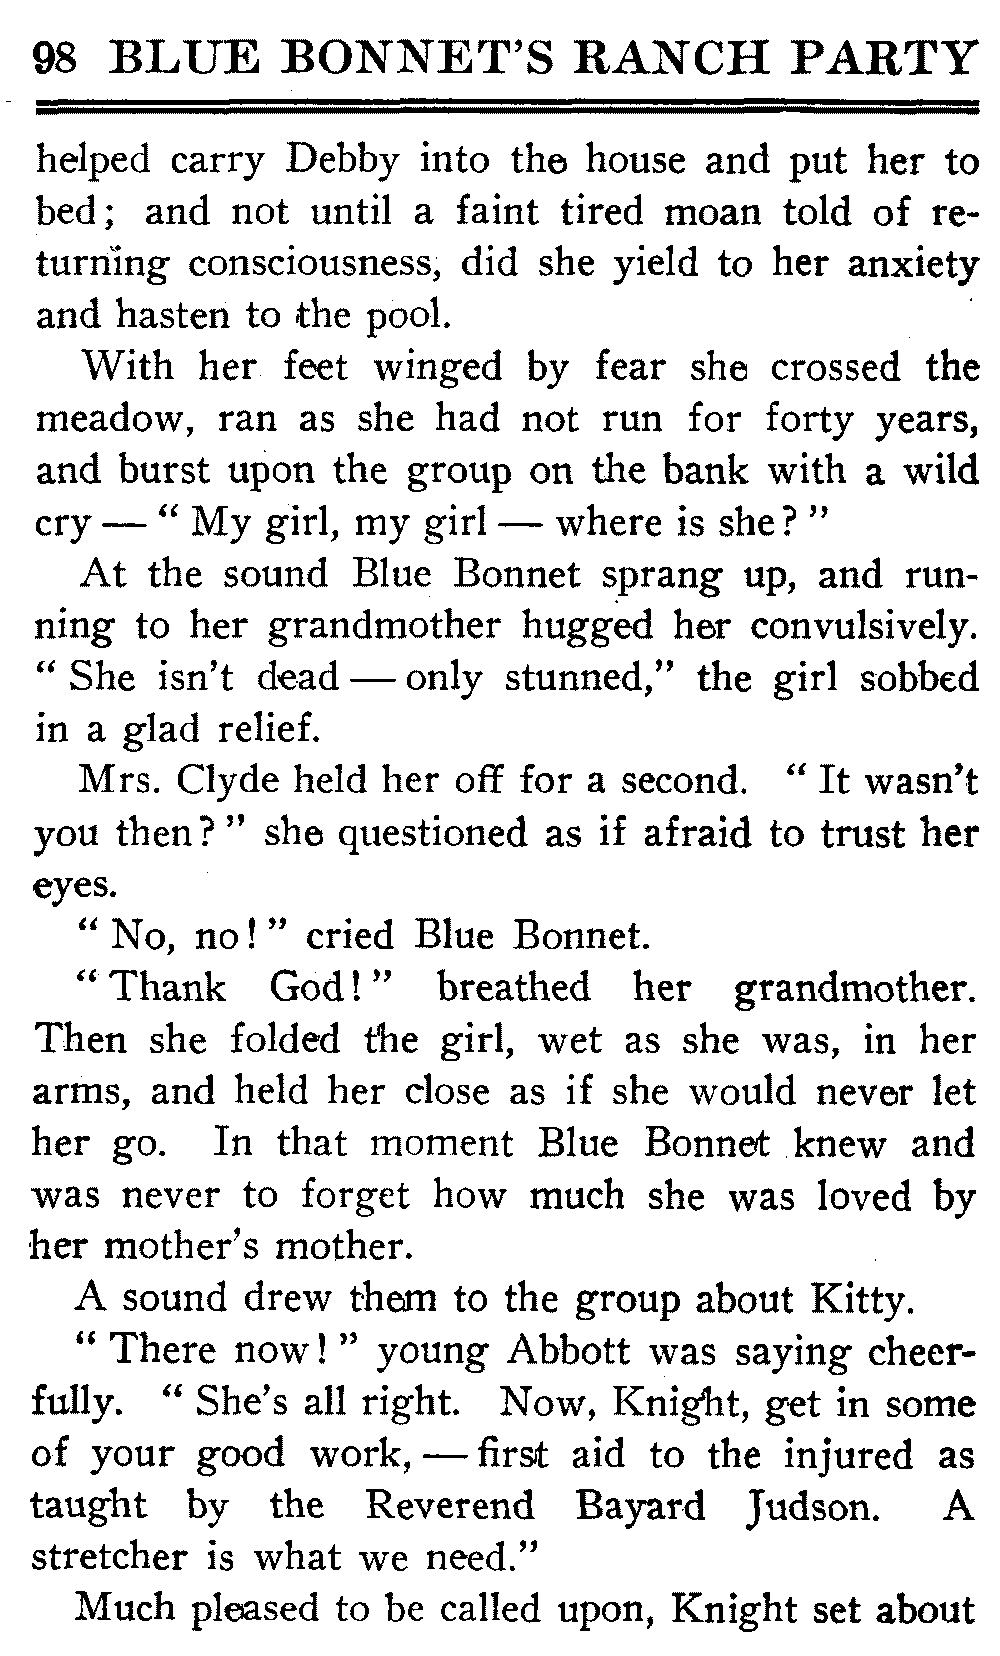 98 BLUE BONNET'S RANCH PARTY
helped carry Debby into the house and put her to
bed; and not until a faint tired moan told of re-
turning consciousness, did she yield to her anxiety
and hasten to the pool.
With her feet winged by fear she crossed the
meadow, ran as she had not run for forty years,
and burst upon the group on the bank with a wild
cry — " My girl, my girl — where is she? "
At the sound Blue Bonnet sprang up, and run-
ning to her grandmother hugged her convulsively.
" She isn't dead — only stunned," the girl sobbed
in a glad relief.
Mrs. Clyde held her off for a second. " It wasn't
you then? " she questioned as if afraid to trust her
eyes.
" No, no! " cried Blue Bonnet.
" Thank God! " breathed her grandmother.
Then she folded the girl, wet as she was, in her
arms, and held her close as if she would never let
her go. In that moment Blue Bonnet knew and
was never to forget how much she was loved by
her mother's mother.
A sound drew them to the group about Kitty.
" There now! " young Abbott was saying cheer-
fully. " She's all right. Now, Knight, get in some
of your good work, — first aid to the injured as
taught by the Reverend Bayard Judson. A
stretcher is what we need."
Much pleased to be called upon, Knight set about